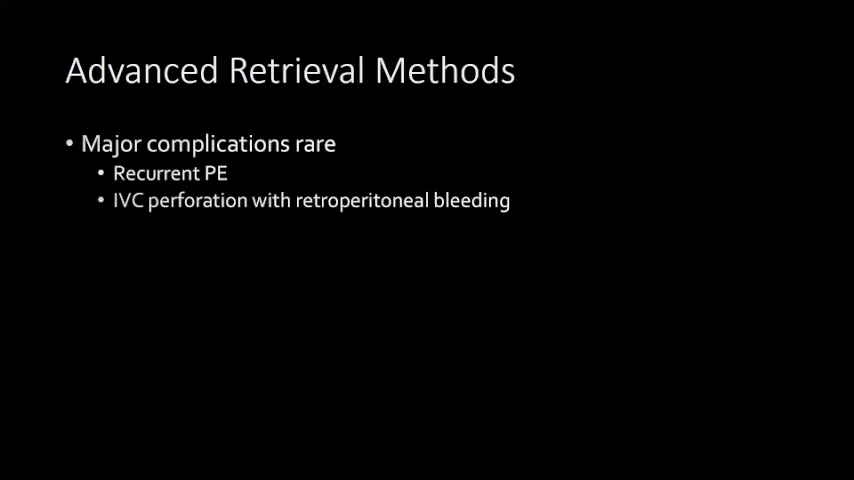 Advanced Retrieval Methods
• Major complications rare
• Recurrent PE
• IVC perforation with retroperitoneal bleeding